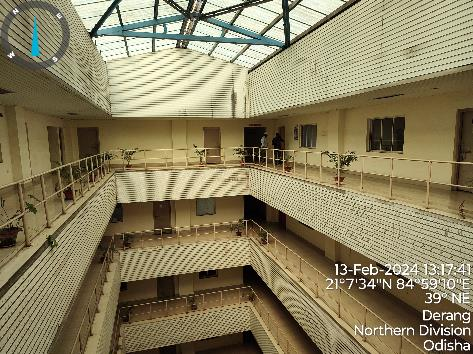 13-Feb-2024 13:17:41
21°7'34"N 84°59'10"E
39° NE
Derang
Northern Division
Odisha